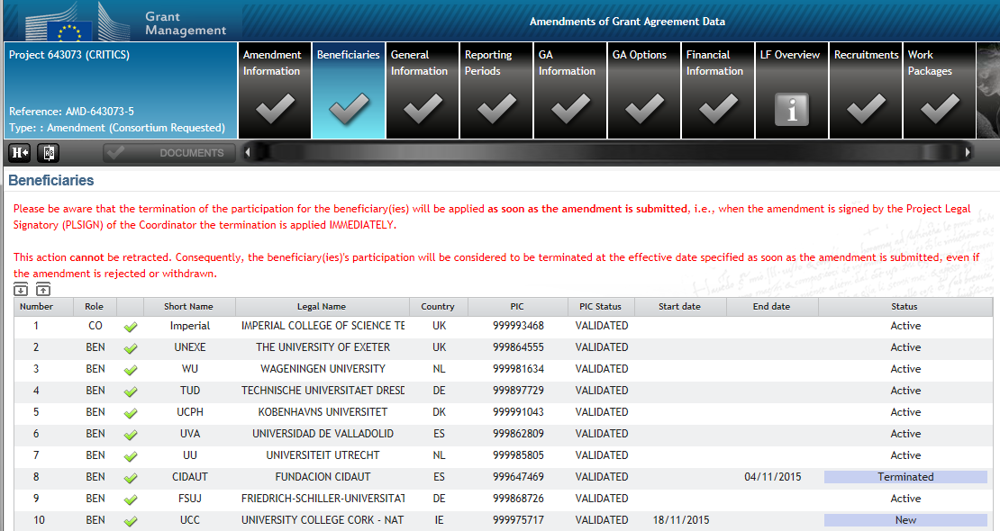 Grant
Management
Amendments of Grant Agreement Data
Project 643073 (CRITICS)
Reference: AMD-643073-5
Type: : Amendment (Consortium Requested)
Amendment
Information
Beneficiaries
General
Information
Reporting
Periods
GA
Information
GA Options
Financial
Information
LF Overview
Recruitments
Work
Packages
DOCUMENTS
Beneficiaries
Please be aware that the termination of the participation for the beneficiary(ies) will be applied as soon as the amendment is submitted, i.e., when the amendment is signed by the Project Legal
Signatory (PLSIGN) of the Coordinator the termination is applied IMMEDIATELY.
This action cannot be retracted. Consequently, the beneficiary(ies)'s participation will be considered to be terminated at the effective date specified as soon as the amendment is submitted, even if
the amendment is rejected or withdrawn.
Number Role Short Name Legal Name Country PIC PIC Status Start date End date Status
1 CO Imperial IMPERIAL COLLEGE OF SCIENCE TE UK 999993468 VALIDATED Active
2 BEN UNEXE THE UNIVERSITY OF EXETER UK 999864555 VALIDATED Active
3 BEN WU WAGENINGEN UNIVERSITY NL 999981634 VALIDATED Active
4 BEN TUD TECHNISCHE UNIVERSITAET DRESD DE 999897729 VALIDATED Active
5 BEN UCPH KOBENHAVNS UNIVERSITET DK 999991043 VALIDATED Active
6 BEN UVA UNIVERSIDAD DE VALLADOLID ES 999862809 VALIDATED Active
7 BEN UU UNIVERSITEIT UTRECHT NL 999985805 VALIDATED Active
8 BEN CIDAUT FUNDACION CIDAUT ES 999647469 VALIDATED 04/11/2015 Terminated
9 BEN FSUJ FRIEDRICH-SCHILLER-UNIVERSITAT DE 999868726 VALIDATED Active
10 BEN UCC UNIVERSITY COLLEGE CORK - NAT IE 999975717 VALIDATED 18/11/2015 New